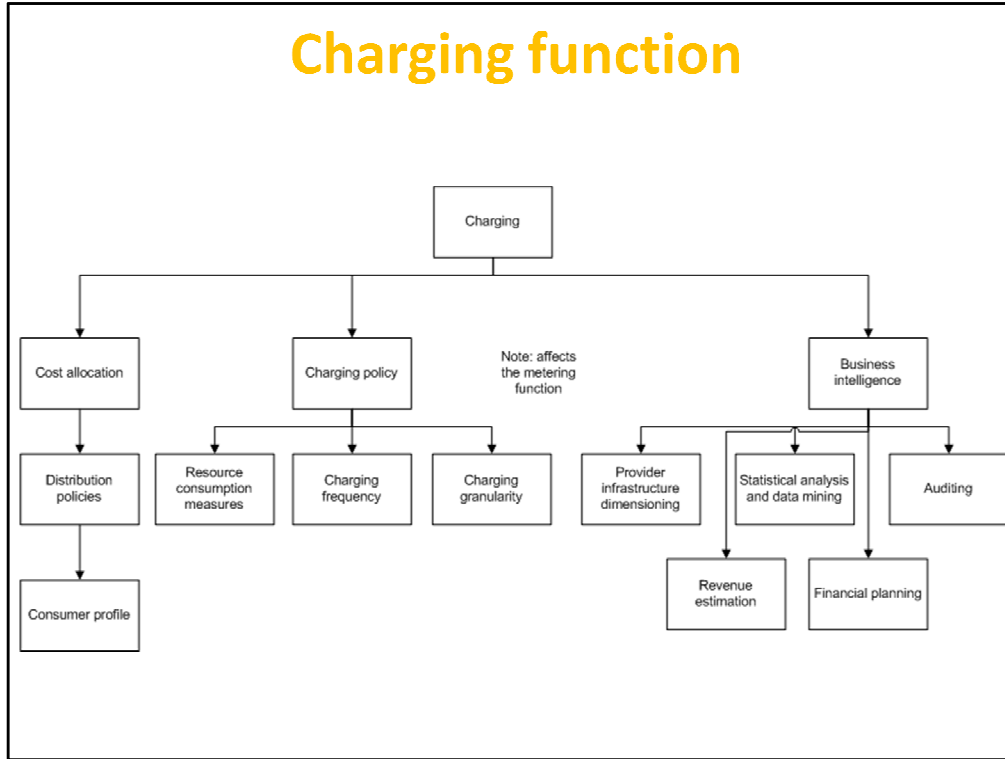 Charging function
Charging
Cost allocation
Charging policy
Note: affects
the metering
function
Business
intelligence
Distribution
policies
Resource
consumption
measures
Charging
frequency
Charging
granularity
Provider
infrastructure
dimensioning
Statistical analysis
and data mining
Auditing
Consumer profile
Revenue
estimation
Financial planning